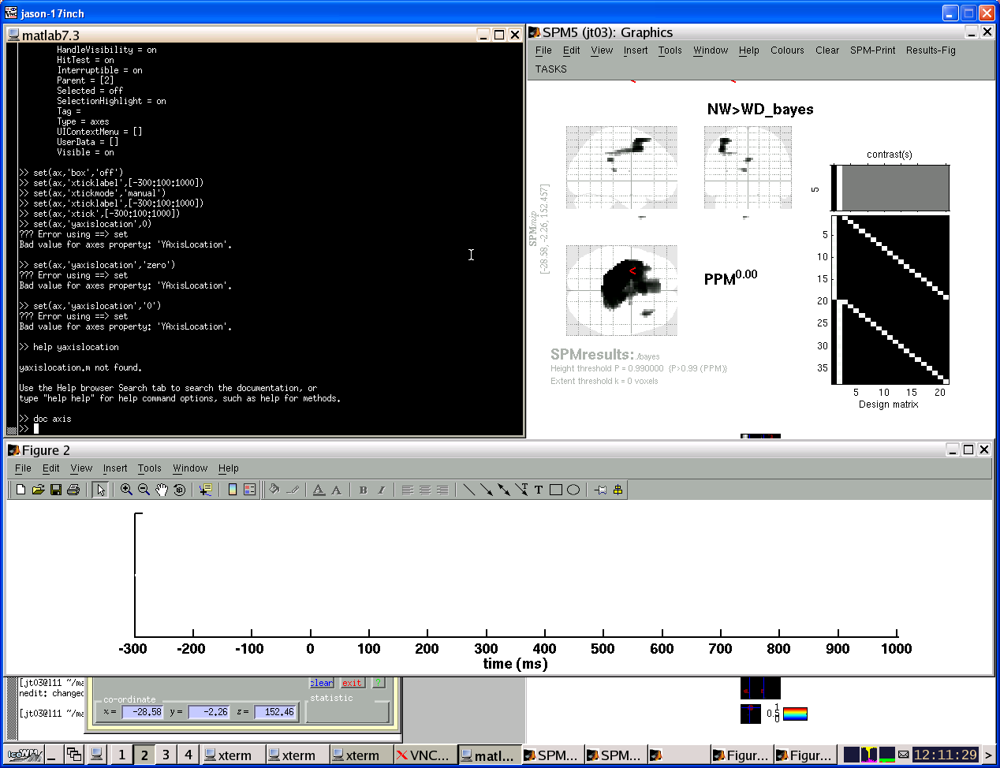 jason-17inch
matlab7.3
HandleVisibility = on
HitTest = on
Interruptible = on
Parent = [2]
Selected = off
SelectionHighlight = on
Tag =
Type = axes
UIContextMenu = []
UserData = []
Visible = on
>> set(ax,'box','off')
>> set(ax,'xticklabel',[-300:100:1000])
>> set(ax,'xtickmode','manual')
>> set(ax,'xticklabel',[-300:100:1000])
>> set(ax,'xtick',[-300:100:1000])
>> set(ax,'yaxislocation',0)
??? Error using ==> set
Bad value for axes property: 'YAxisLocation'.
>> set(ax,'yaxislocation','zero')
??? Error using ==> set
Bad value for axes property: 'YAxisLocation'.
>> set(ax,'yaxislocation','0')
??? Error using ==> set
Bad value for axes property: 'YAxisLocation'.
>> help yaxislocation
yaxislocation.m not found.
Use the Help browser Search tab to search the documentation, or
type "help help" for help command options, such as help for methods.
>> doc axis
>>
SPM5 (jt03): Graphics
File Edit View Insert Tools Window Help Colours Clear SPM-Print Results-Fig
TASKS
NW>WD_bayes
SPMmip
[-28.58, -2.26, 152.457]
PPM0.00
SPMresults: ./bayes
Height threshold P = 0.990000 {P>0.99 (PPM)}
Extent threshold k = 0 voxels
contrast(s)
5
5
10
15
20
25
30
35
5 10 15 20
Design matrix
Figure 2
File Edit View Insert Tools Window Help
-300 -200 -100 0 100 200 300 400 500 600 700 800 900 1000
time (ms)
[jt03@l11 ~/ma
nedit: changed
[jt03@l11 ~/ma
clear exit ?
co-ordinate
x = -28.58 y = -2.26 z = 152.46
statistic
1
0.5
0
IceWM 1 2 3 4 xterm xterm xterm VNC... matl... SPM... SPM... Figur... Figur... 12:11:29 >